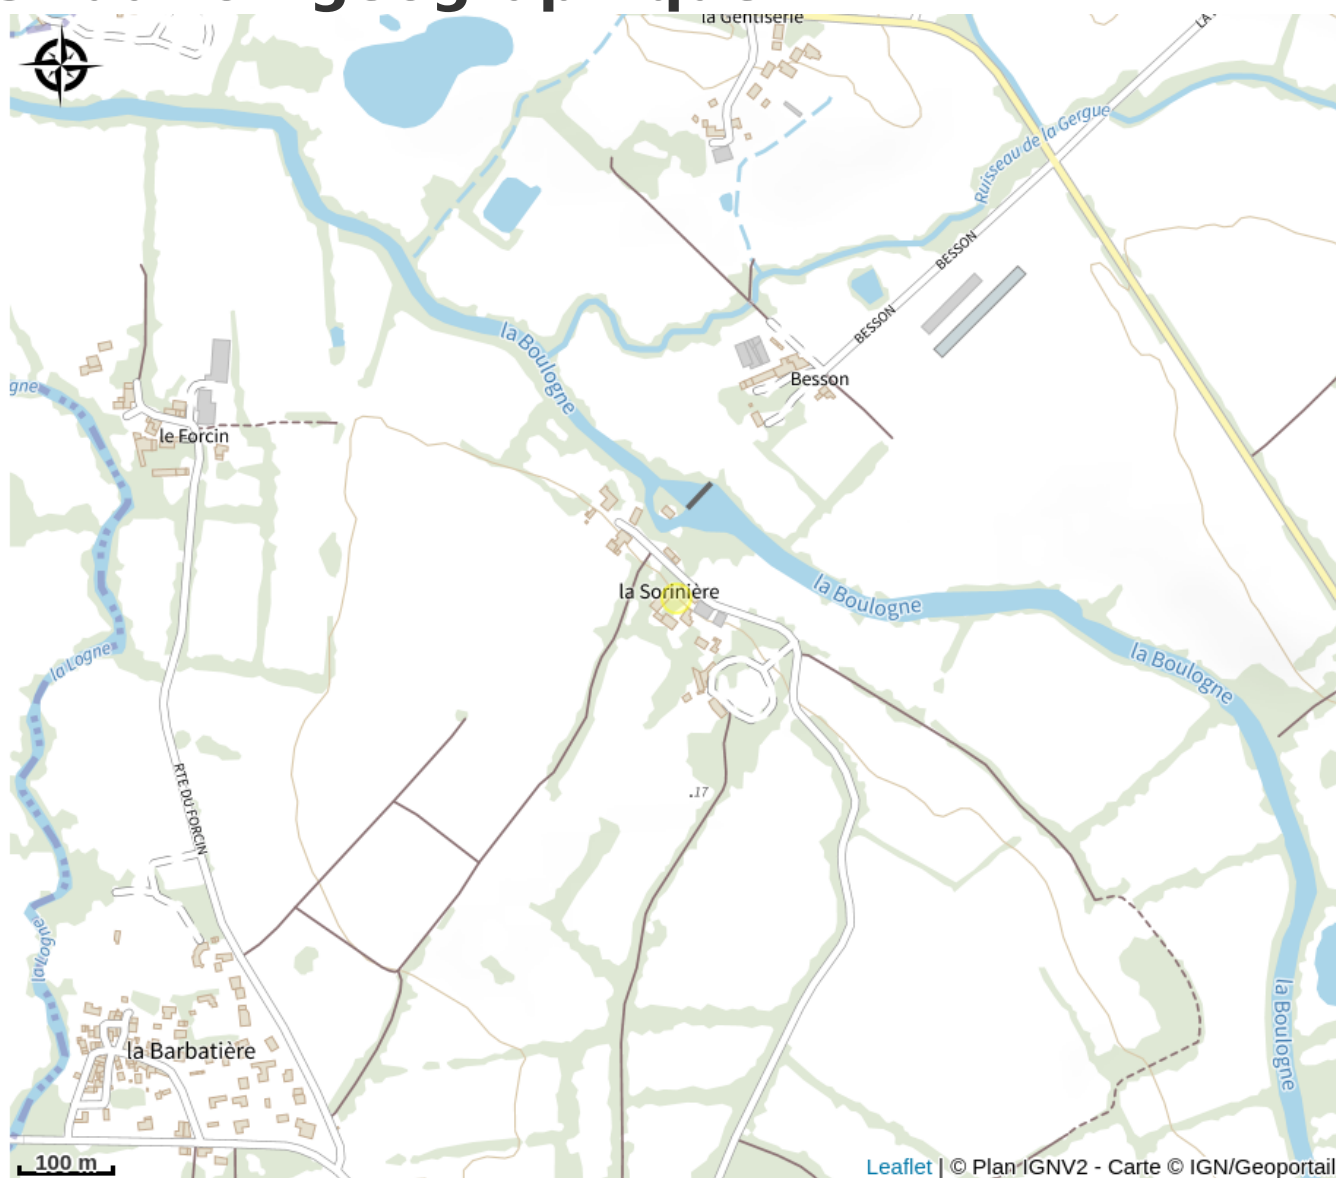 la Gentiserie
Ruisseau de la Gergue
BESSON
BESSON
la Boulogne
Besson
gne
le Forcin
la Sorinière
la Boulogne
la Boulogne
la Logne
.17
RTE DU FORCIN
la Logne
la Boulogne
la Barbatière
100 m
Leaflet | © Plan IGNV2 - Carte © IGN/Geoportail